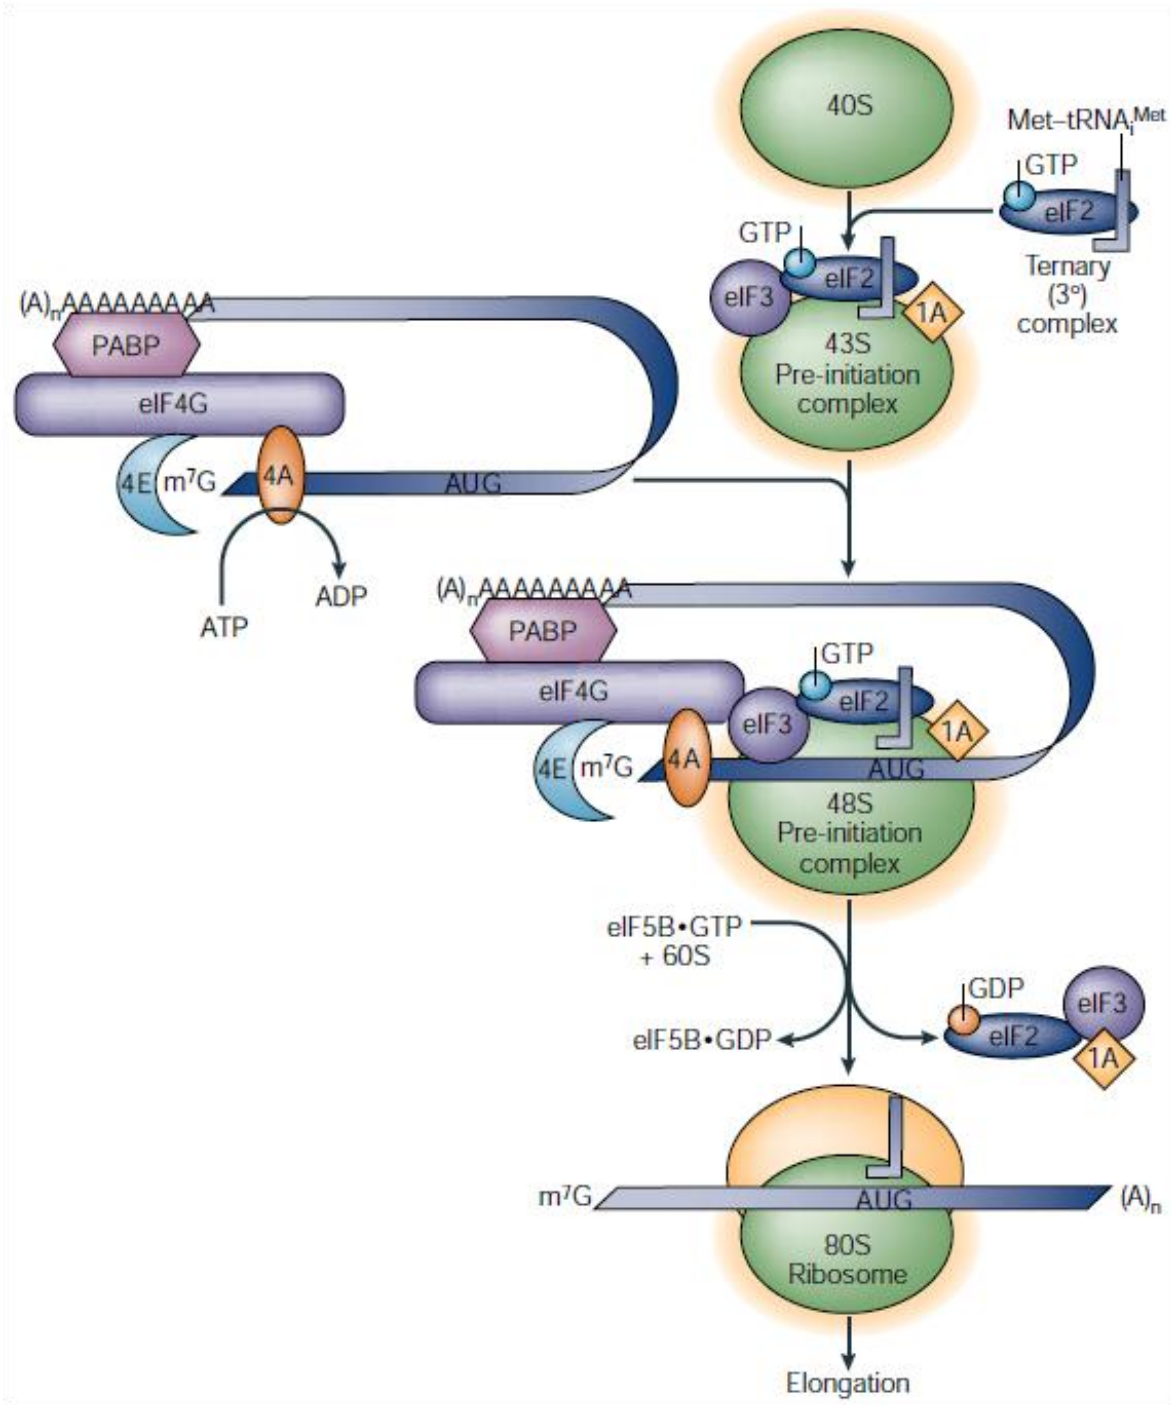 40S
Met–tRNAᵢᴹᵉᵗ
GTP
eIF2
Ternary
(3°)
complex
GTP
eIF2
eIF3
1A
43S
Pre-initiation
complex
(A)ₙAAAAAAAAA
PABP
eIF4G
4E
m⁷G
4A
AUG
ATP
ADP
(A)ₙAAAAAAAAA
PABP
eIF4G
GTP
eIF2
eIF3
1A
4E
m⁷G
4A
AUG
48S
Pre-initiation
complex
eIF5B•GTP
+ 60S
eIF5B•GDP
GDP
eIF2
eIF3
1A
m⁷G
AUG
(A)ₙ
80S
Ribosome
Elongation